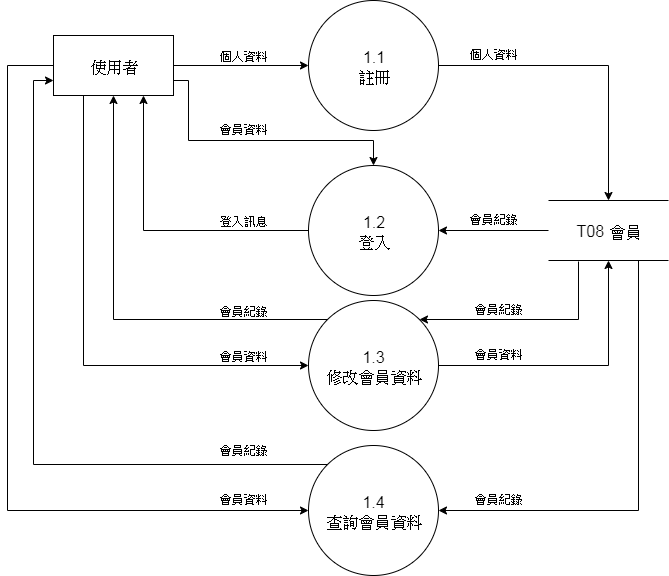 使用者
個人資料
1.1
註冊
個人資料
會員資料
登入訊息
1.2
登入
會員紀錄
T08 會員
會員紀錄
會員紀錄
會員資料
1.3
修改會員資料
會員資料
會員紀錄
會員資料
1.4
查詢會員資料
會員紀錄